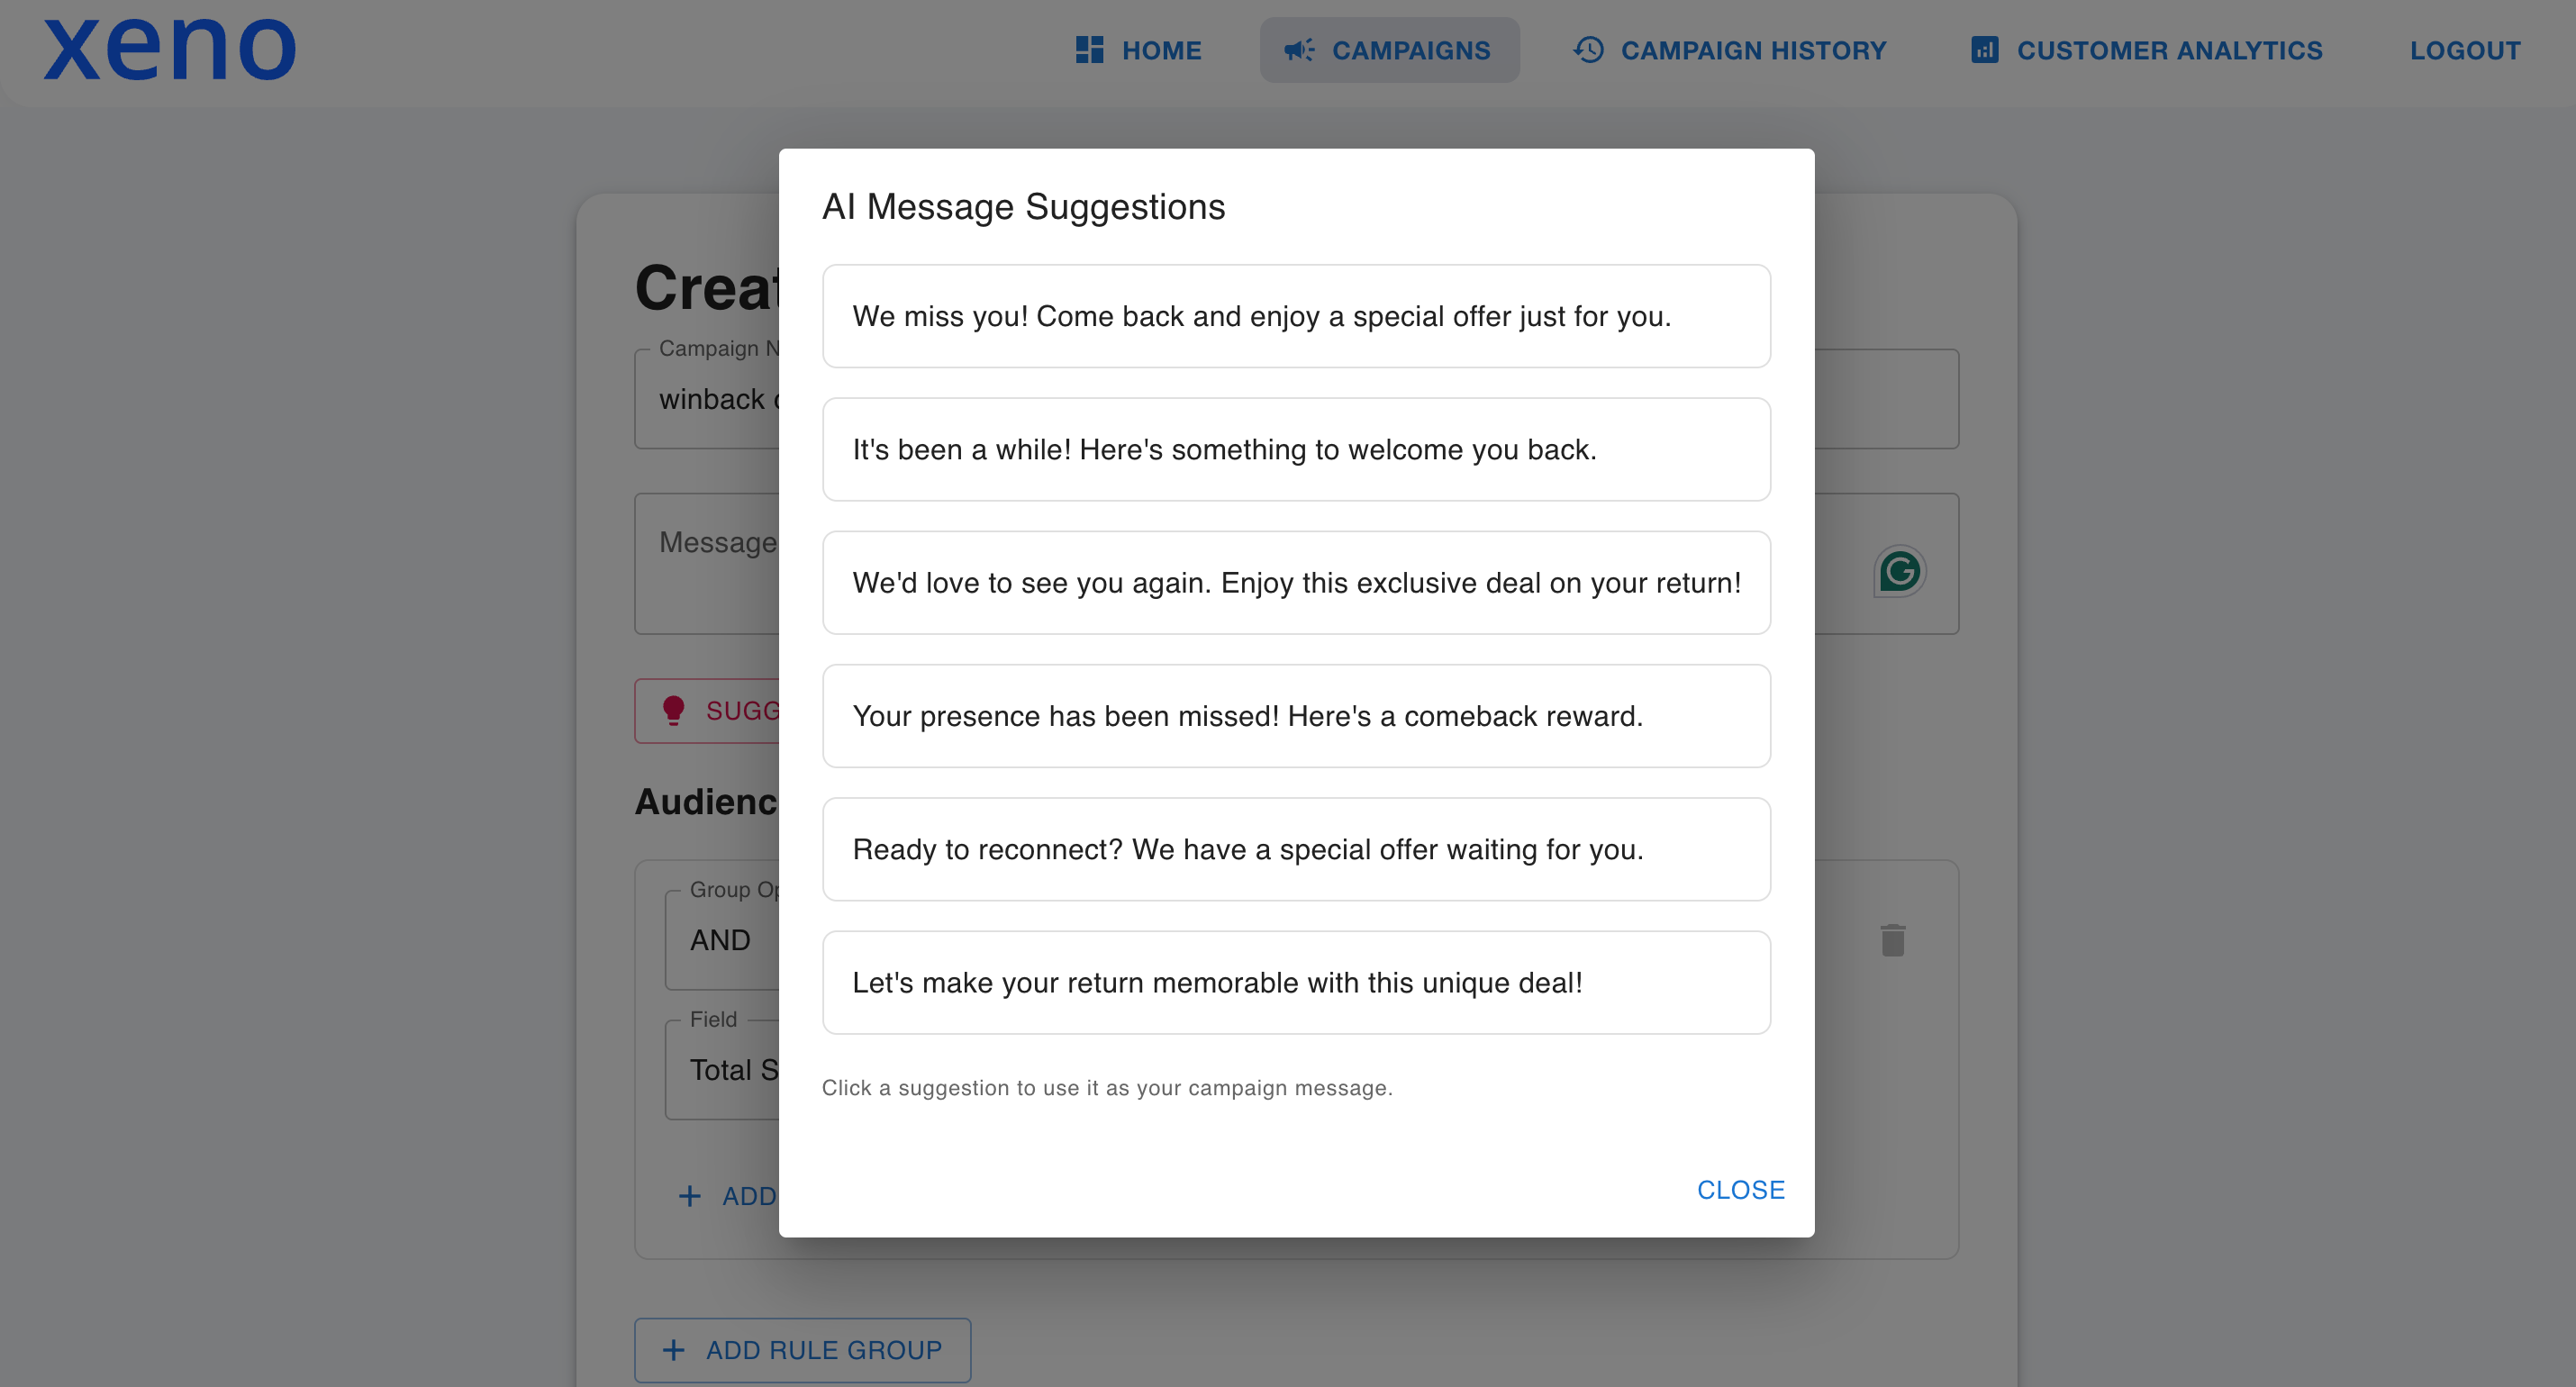 xeno
HOME
CAMPAIGNS
CAMPAIGN HISTORY
CUSTOMER ANALYTICS
LOGOUT
AI Message Suggestions
We miss you! Come back and enjoy a special offer just for you.
It's been a while! Here's something to welcome you back.
We'd love to see you again. Enjoy this exclusive deal on your return!
Your presence has been missed! Here's a comeback reward.
Ready to reconnect? We have a special offer waiting for you.
Let's make your return memorable with this unique deal!
Click a suggestion to use it as your campaign message.
CLOSE
Campaign
winback
Message
Group
AND
Field
Total
ADD
ADD RULE GROUP